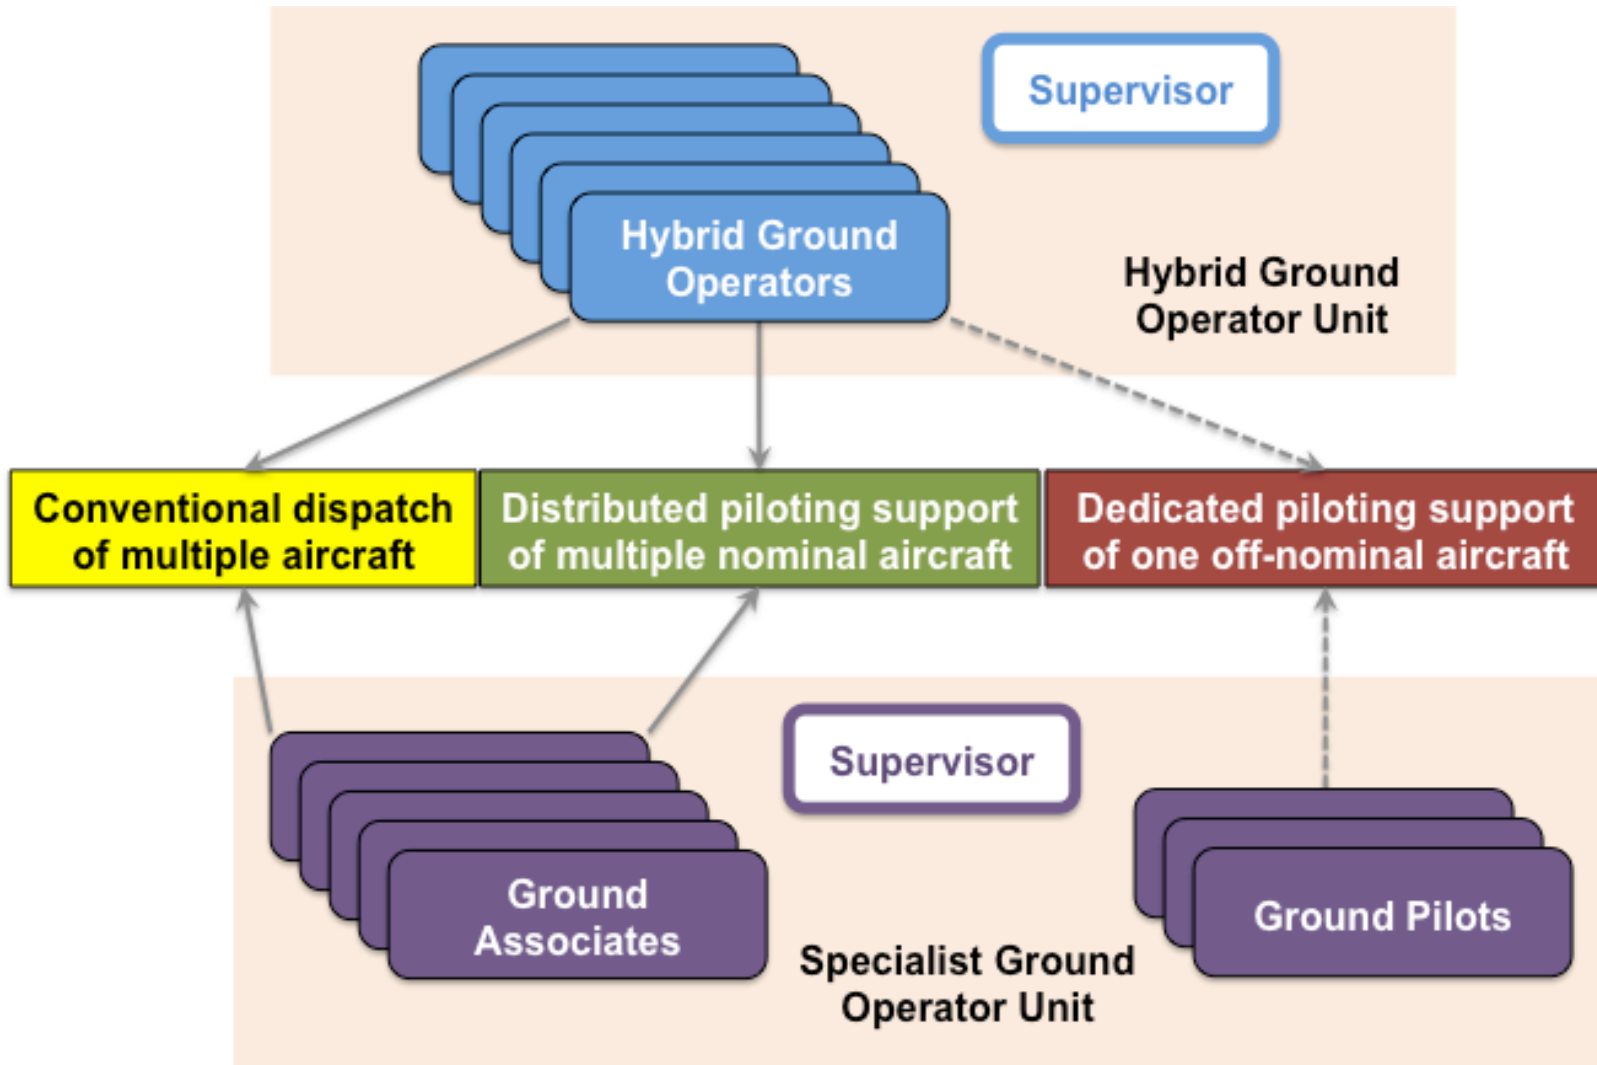 Supervisor
Hybrid Ground
Operators
Hybrid Ground
Operator Unit
Conventional dispatch
of multiple aircraft
Distributed piloting support
of multiple nominal aircraft
Dedicated piloting support
of one off-nominal aircraft
Supervisor
Ground
Associates
Ground Pilots
Specialist Ground
Operator Unit